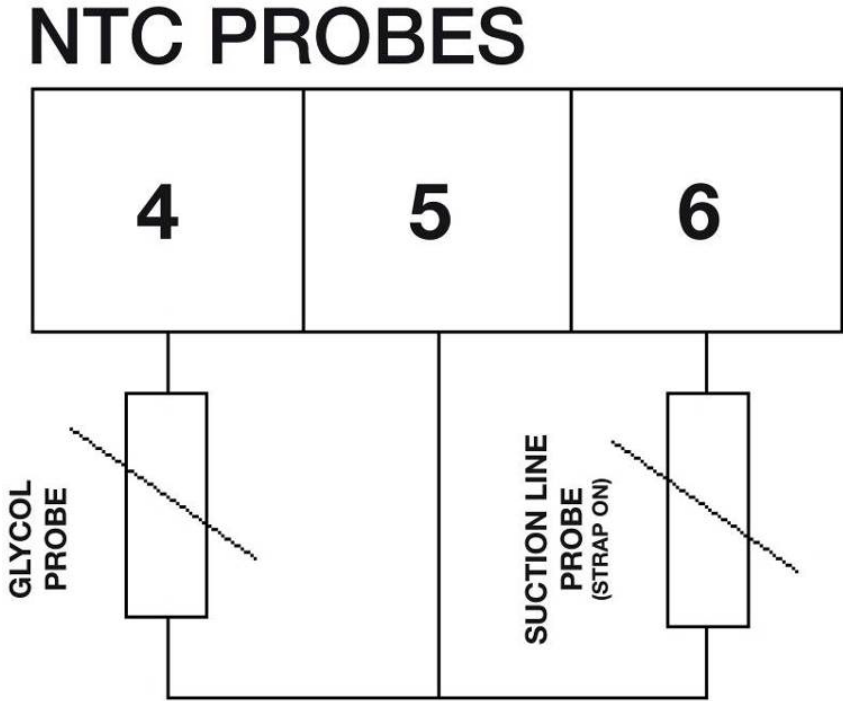 NTC PROBES
4
5
6
GLYCOL
PROBE
SUCTION LINE
PROBE
(STRAP ON)